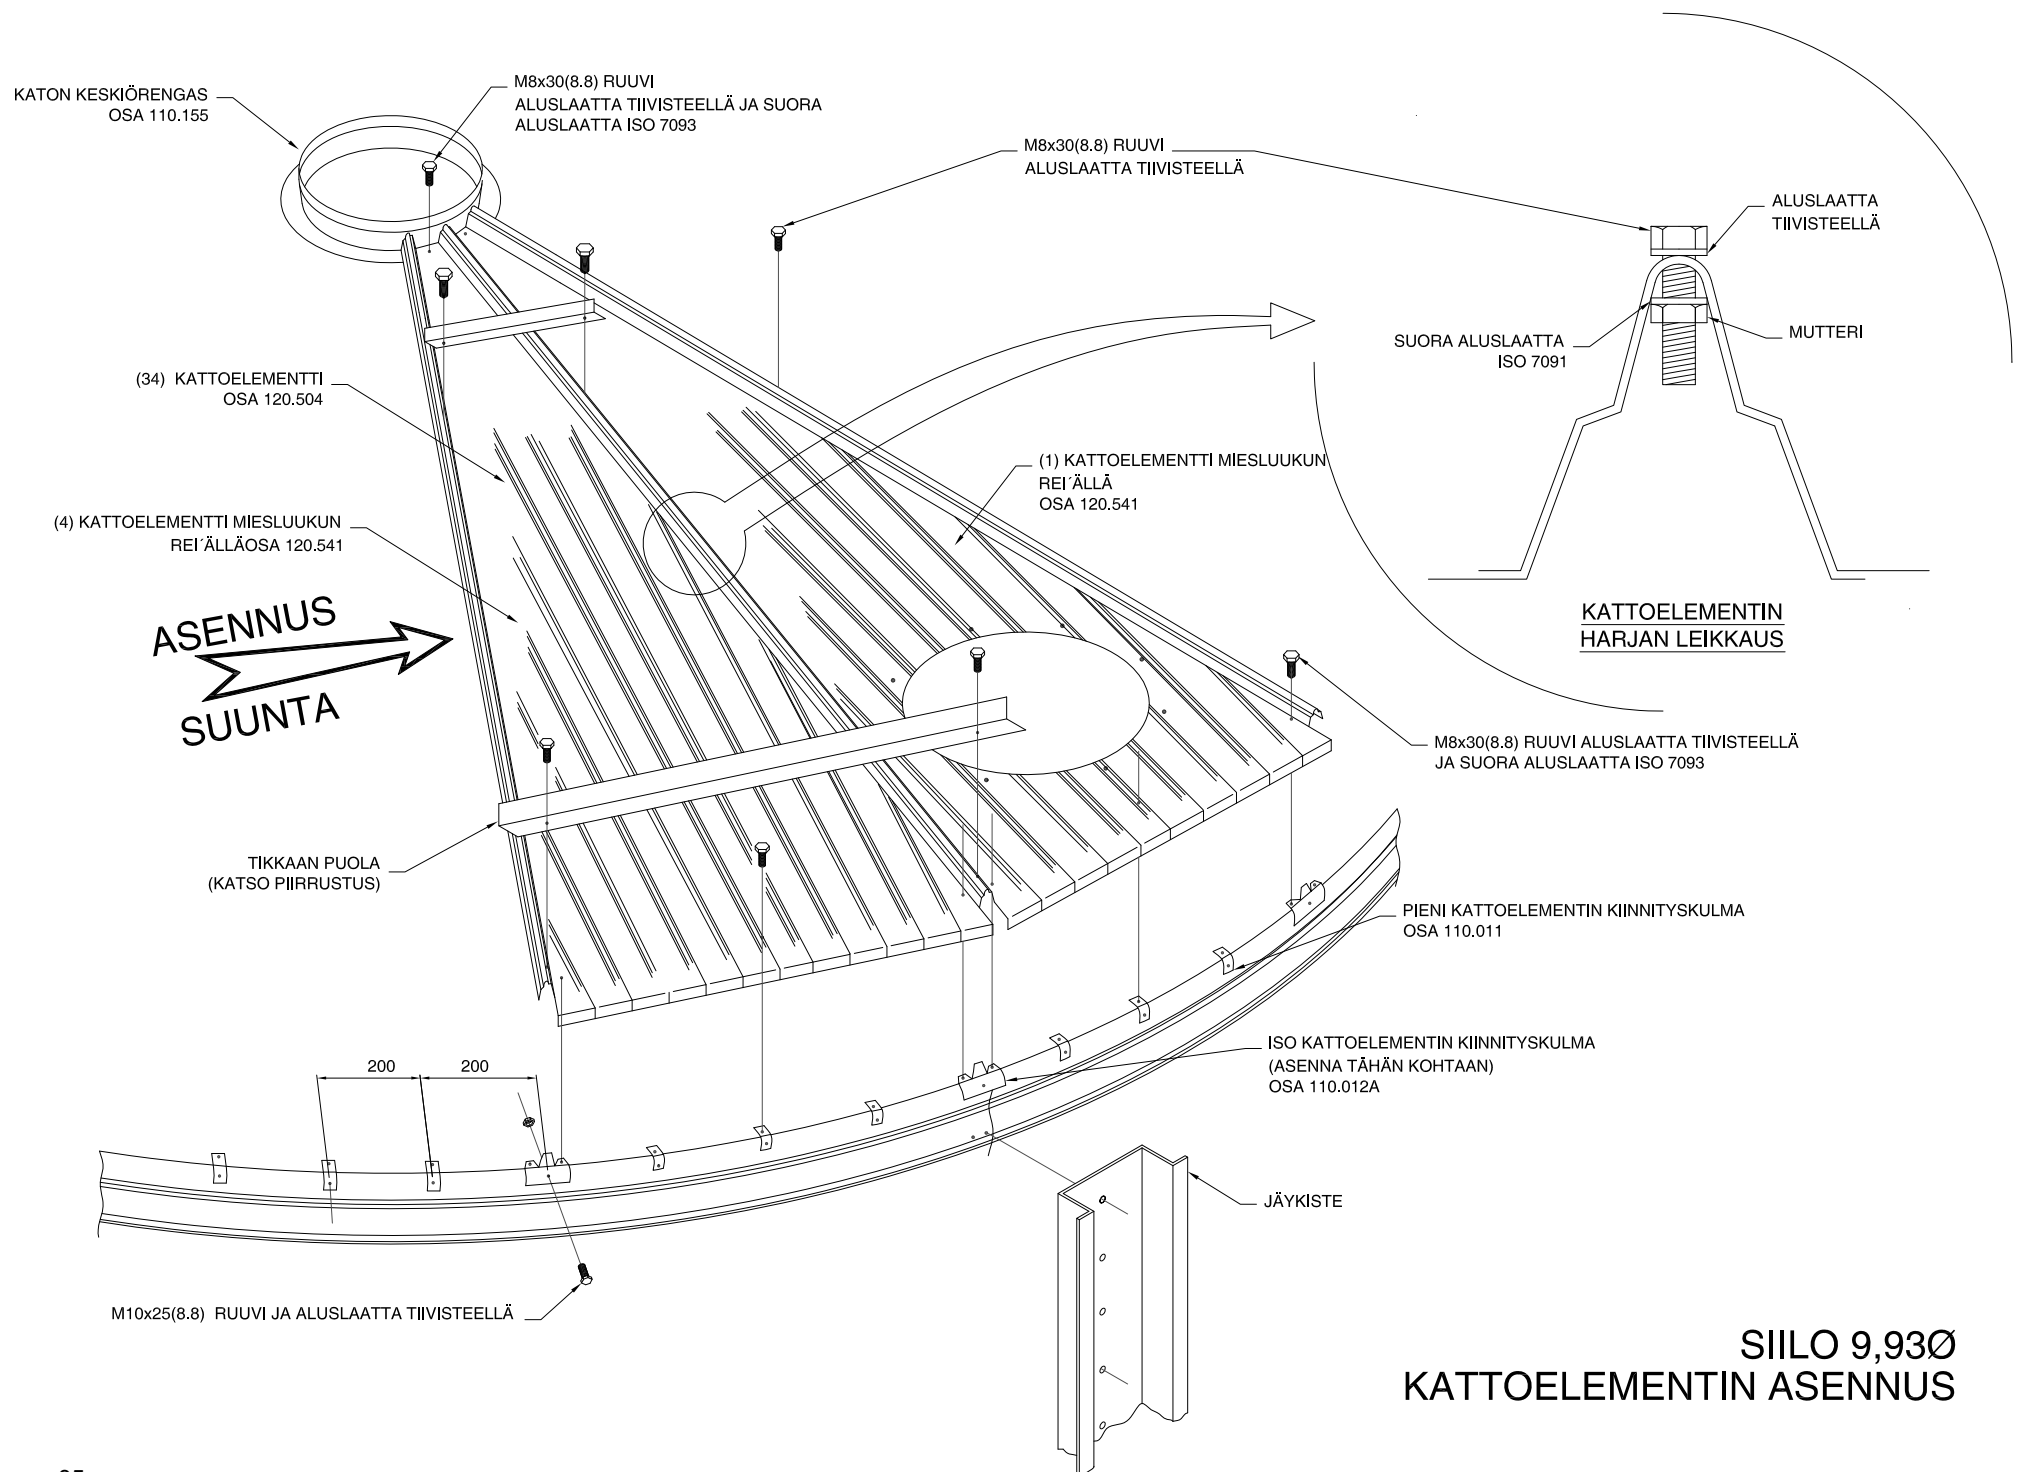 KATON KESKIÖRENGAS
OSA 110.155
M8x30(8.8) RUUVI
ALUSLAATTA TIIVISTEELLÄ JA SUORA
ALUSLAATTA ISO 7093
M8x30(8.8) RUUVI
ALUSLAATTA TIIVISTEELLÄ
ALUSLAATTA
TIIVISTEELLÄ
SUORA ALUSLAATTA
ISO 7091
MUTTERI
(34) KATTOELEMENTTI
OSA 120.504
(1) KATTOELEMENTTI MIESLUUKUN
REI´ÄLLÄ
OSA 120.541
(4) KATTOELEMENTTI MIESLUUKUN
REI´ÄLLÄOSA 120.541
ASENNUS
SUUNTA
KATTOELEMENTIN
HARJAN LEIKKAUS
M8x30(8.8) RUUVI ALUSLAATTA TIIVISTEELLÄ
JA SUORA ALUSLAATTA ISO 7093
TIKKAAN PUOLA
(KATSO PIIRRUSTUS)
PIENI KATTOELEMENTIN KIINNITYSKULMA
OSA 110.011
ISO KATTOELEMENTIN KIINNITYSKULMA
(ASENNA TÄHÄN KOHTAAN)
OSA 110.012A
200
200
JÄYKISTE
M10x25(8.8) RUUVI JA ALUSLAATTA TIIVISTEELLÄ
SIILO 9,93Ø
KATTOELEMENTIN ASENNUS